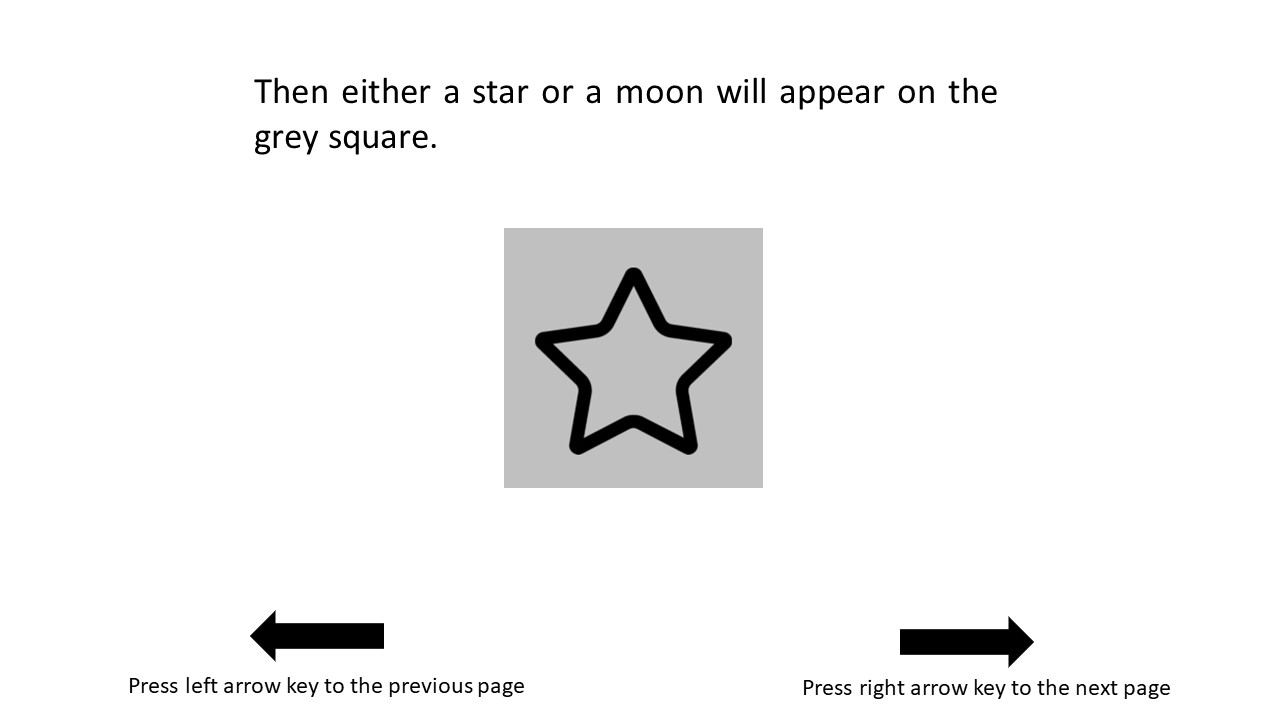 Then either a star or a moon will appear on the
grey square.
Press left arrow key to the previous page
Press right arrow key to the next page